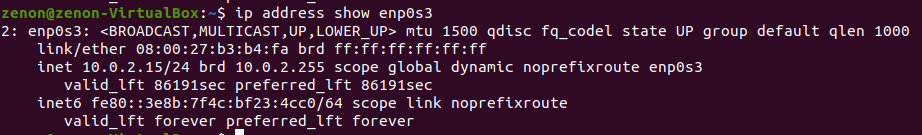 zenon@zenon-VirtualBox:~$ ip address show enp0s3
2: enp0s3: <BROADCAST,MULTICAST,UP,LOWER_UP> mtu 1500 qdisc fq_codel state UP group default qlen 1000
link/ether 08:00:27:b3:b4:fa brd ff:ff:ff:ff:ff:ff
inet 10.0.2.15/24 brd 10.0.2.255 scope global dynamic noprefixroute enp0s3
valid_lft 86191sec preferred_lft 86191sec
inet6 fe80::3e8b:7f4c:bf23:4cc0/64 scope link noprefixroute
valid_lft forever preferred_lft forever